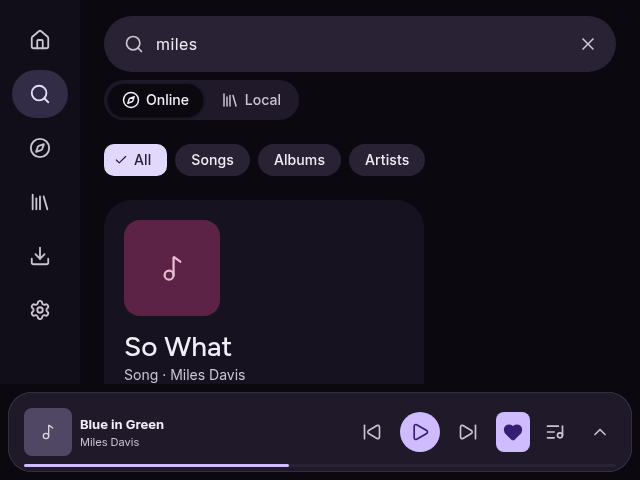 miles
Online Local
All Songs Albums Artists
So What
Song · Miles Davis
Blue in Green
Miles Davis